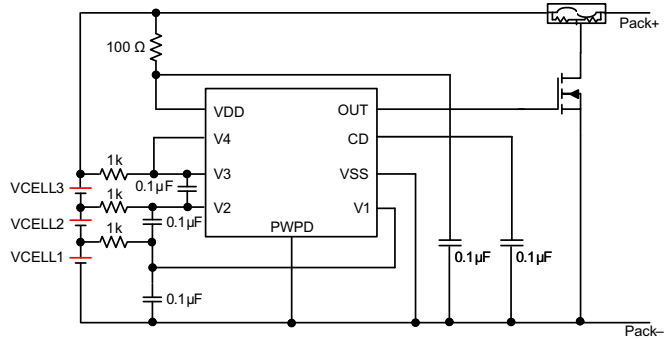 Pack+
100 Ω
VDD
OUT
V4
CD
1k
V3
VSS
0.1µF
VCELL3
1k
V2
V1
0.1µF
VCELL2
1k
PWPD
VCELL1
0.1µF
0.1µF
0.1µF
Pack–